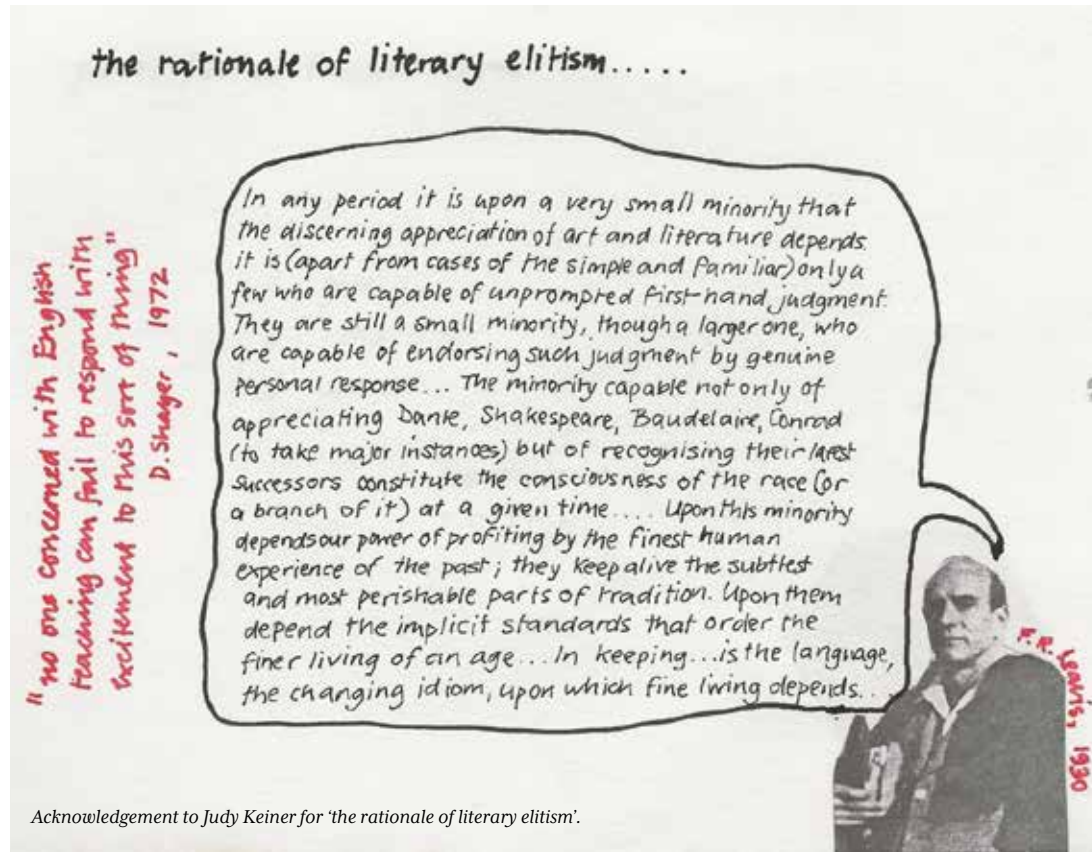 the rationale of literary elitism.....
"no one concerned with English
teaching can fail to respond with
excitement to this sort of thing"
D. Shayer, 1972
In any period it is upon a very small minority that
the discerning appreciation of art and literature depends.
it is (apart from cases of the simple and familiar) only a
few who are capable of unprompted first-hand judgment.
They are still a small minority, though a larger one, who
are capable of endorsing such judgment by genuine
personal response... The minority capable not only of
appreciating Dante, Shakespeare, Baudelaire, Conrad
(to take major instances) but of recognising their latest
successors constitute the consciousness of the race (or
a branch of it) at a given time.... Upon this minority
depends our power of profiting by the finest human
experience of the past; they keep alive the subtlest
and most perishable parts of tradition. Upon them
depend the implicit standards that order the
finer living of an age...In keeping...is the language,
the changing idiom, upon which fine living depends...
F.R. Leavis, 1930
Acknowledgement to Judy Keiner for ‘the rationale of literary elitism’.